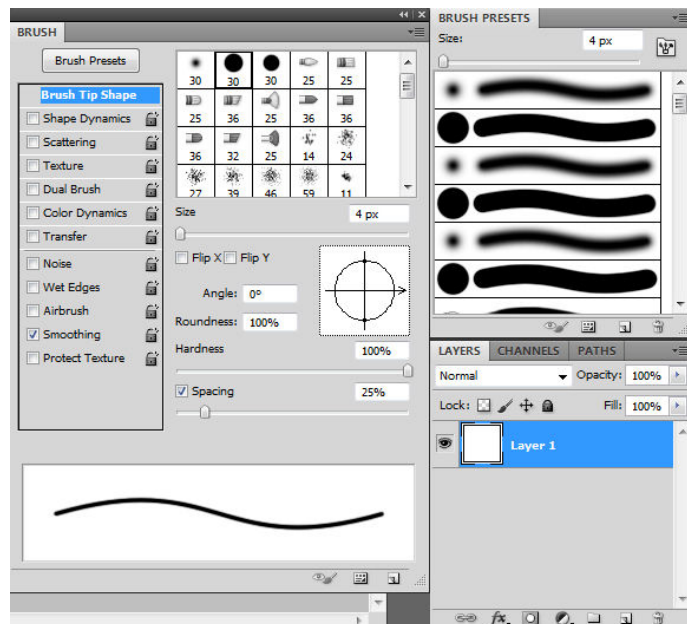 BRUSH
Brush Presets
Brush Tip Shape
Shape Dynamics
Scattering
Texture
Dual Brush
Color Dynamics
Transfer
Noise
Wet Edges
Airbrush
Smoothing
Protect Texture
30 30 30 25 25
25 36 25 36 36
36 32 25 14 24
27 39 46 59 11
Size 4 px
Flip X Flip Y
Angle: 0°
Roundness: 100%
Hardness 100%
Spacing 25%
BRUSH PRESETS
Size: 4 px
LAYERS CHANNELS PATHS
Normal Opacity: 100%
Lock: Fill: 100%
Layer 1
fx.